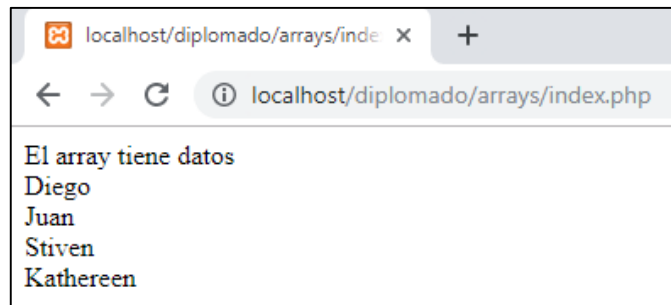 localhost/diplomado/arrays/inde
localhost/diplomado/arrays/index.php
El array tiene datos
Diego
Juan
Stiven
Kathereen